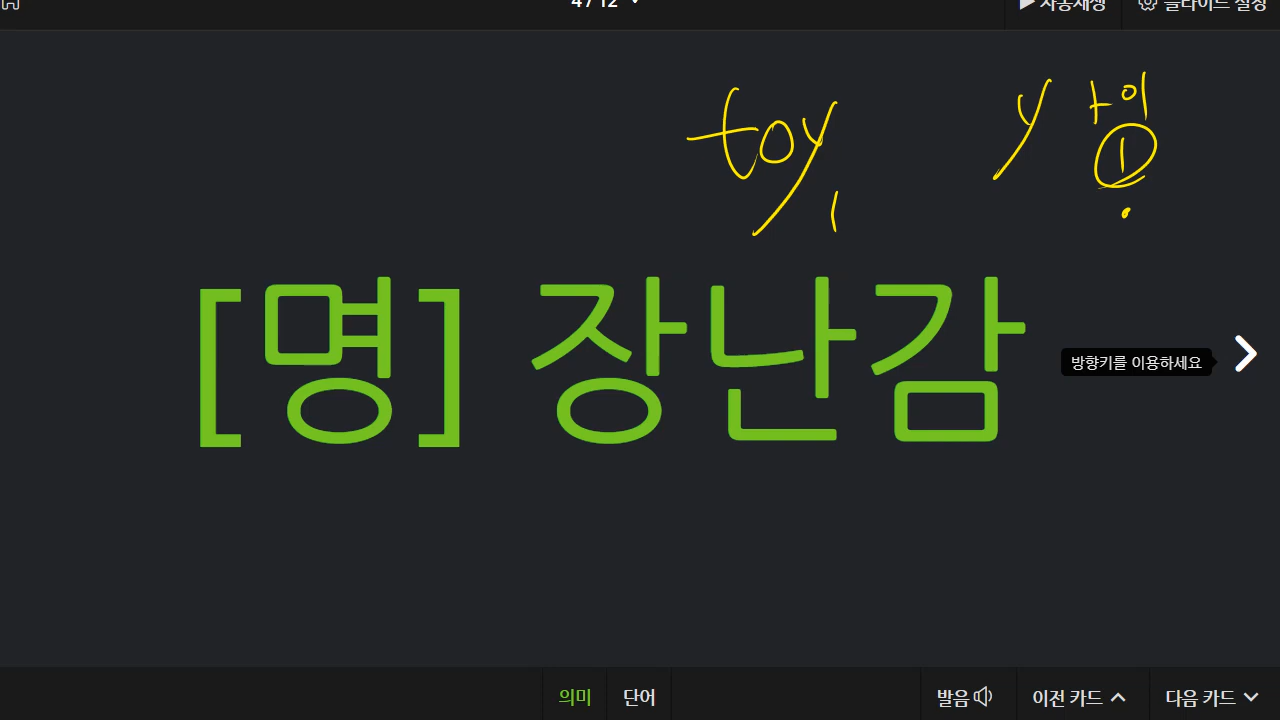 4 / 12
▶ 자동재생
슬라이드 설정
toy
y
+ 이
1
[명] 장난감
방향키를 이용하세요
의미
단어
발음
이전 카드
다음 카드